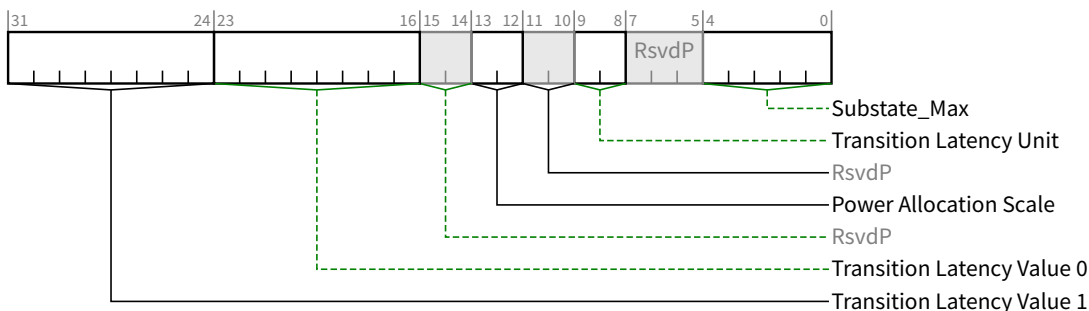 31 24 23 16 15 14 13 12 11 10 9 8 7 5 4 0
RsvdP
Substate_Max
Transition Latency Unit
RsvdP
Power Allocation Scale
RsvdP
Transition Latency Value 0
Transition Latency Value 1